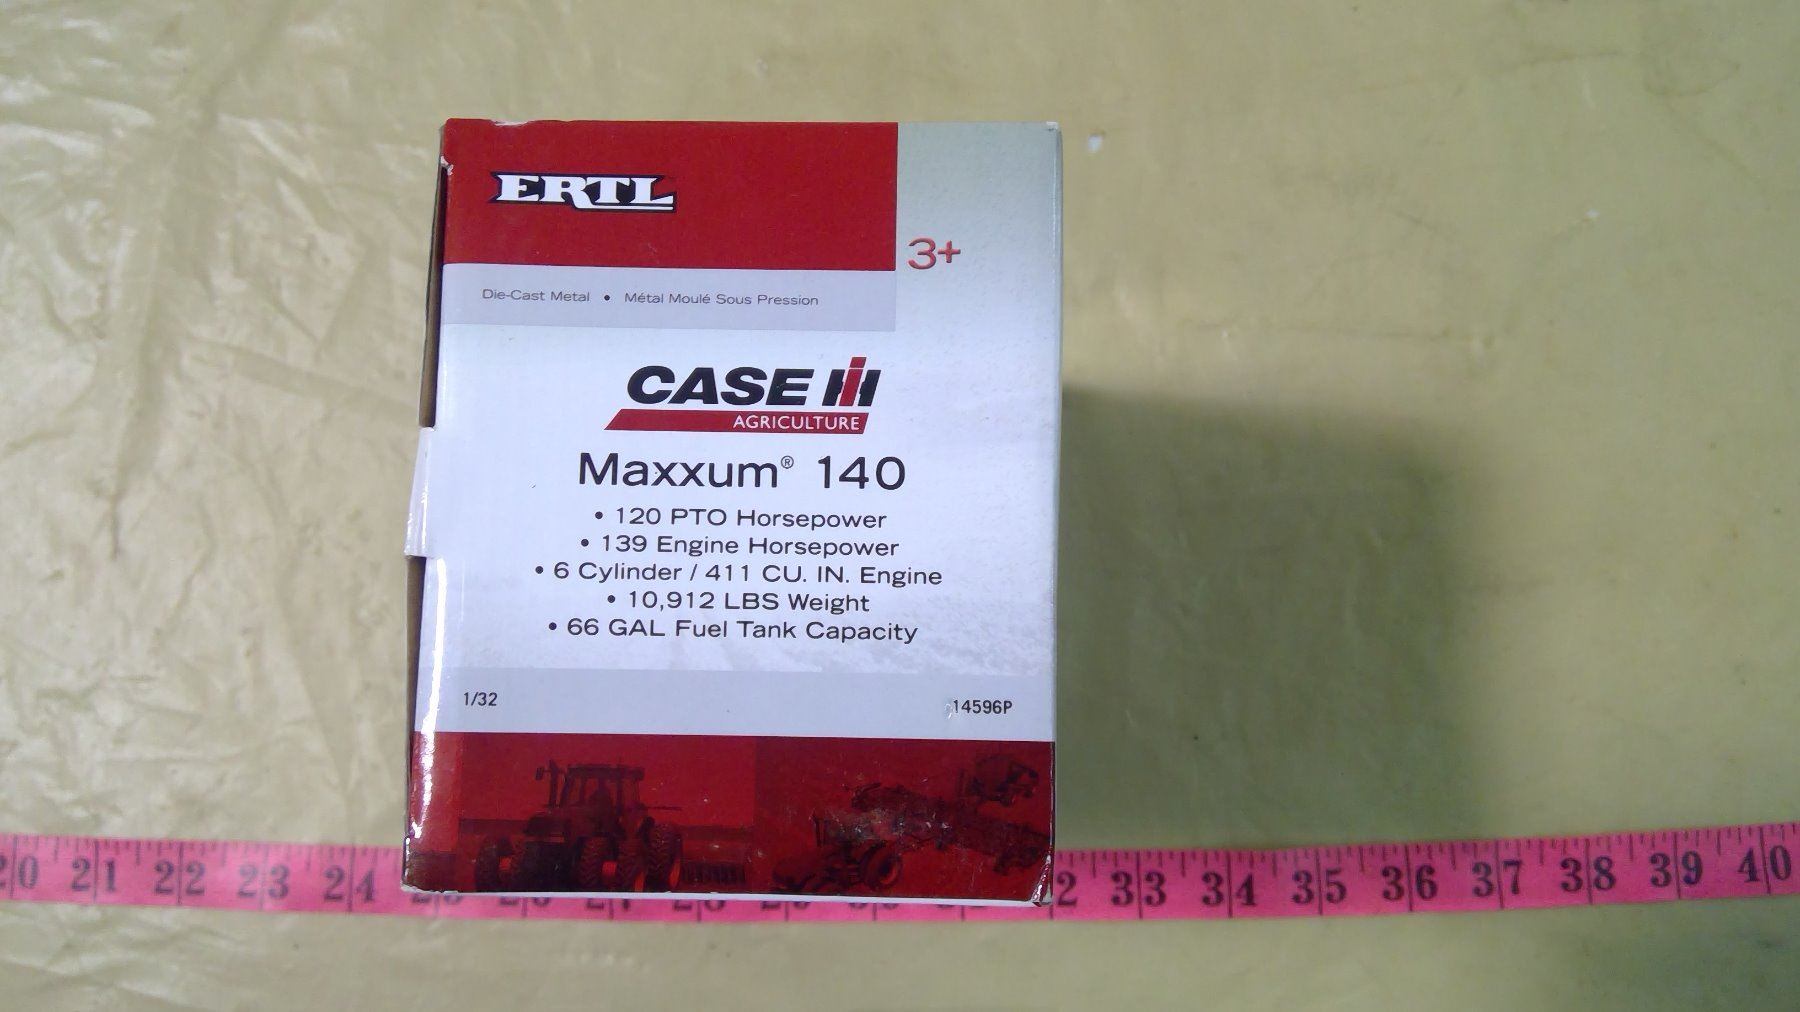 ERTL
3+
Die-Cast Metal • Métal Moulé Sous Pression
CASE IH
AGRICULTURE
Maxxum® 140
• 120 PTO Horsepower
• 139 Engine Horsepower
• 6 Cylinder / 411 CU. IN. Engine
• 10,912 LBS Weight
• 66 GAL Fuel Tank Capacity
1/32 14596P
20 21 22 23 24 33 34 35 36 37 38 39 40